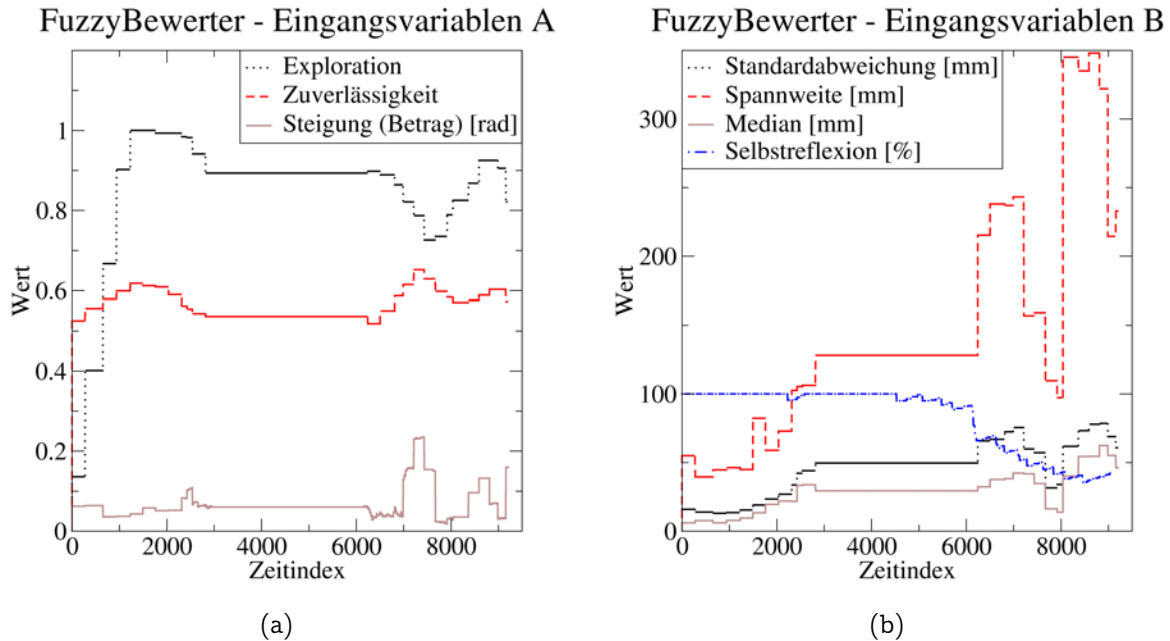 FuzzyBewerter - Eingangsvariablen A
Exploration
Zuverlässigkeit
Steigung (Betrag) [rad]
Wert
1
0.8
0.6
0.4
0.2
0
0
2000
4000
6000
8000
Zeitindex
(a)
FuzzyBewerter - Eingangsvariablen B
Standardabweichung [mm]
Spannweite [mm]
Median [mm]
Selbstreflexion [%]
Wert
300
200
100
0
0
2000
4000
6000
8000
Zeitindex
(b)